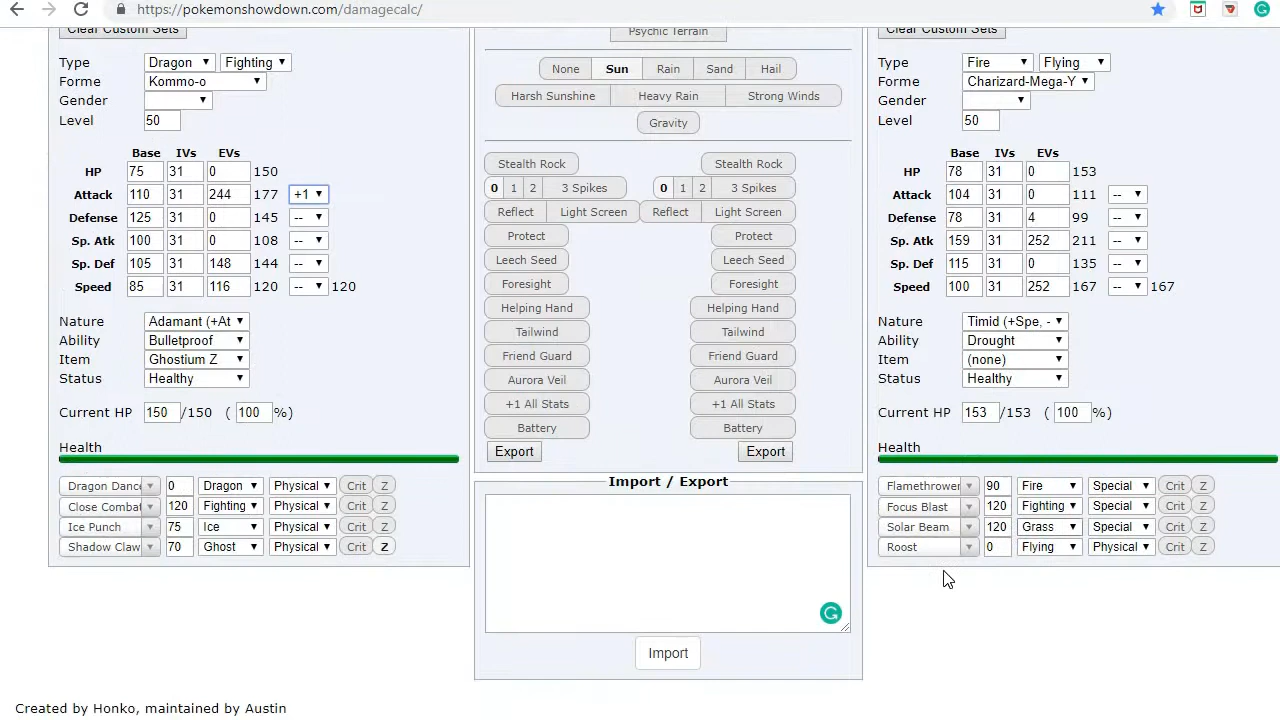 https://pokemonshowdown.com/damagecalc/
Clear Custom Sets
Type Dragon Fighting
Forme Kommo-o
Gender
Level 50
Base IVs EVs
HP 75 31 0 150
Attack 110 31 244 177 +1
Defense 125 31 0 145 --
Sp. Atk 100 31 0 108 --
Sp. Def 105 31 148 144 --
Speed 85 31 116 120 -- 120
Nature Adamant (+At
Ability Bulletproof
Item Ghostium Z
Status Healthy
Current HP 150 /150 ( 100 %)
Health
Dragon Danc 0 Dragon Physical Crit Z
Close Combat 120 Fighting Physical Crit Z
Ice Punch 75 Ice Physical Crit Z
Shadow Claw 70 Ghost Physical Crit Z
Psychic Terrain
None Sun Rain Sand Hail
Harsh Sunshine Heavy Rain Strong Winds
Gravity
Stealth Rock Stealth Rock
0 1 2 3 Spikes 0 1 2 3 Spikes
Reflect Light Screen Reflect Light Screen
Protect Protect
Leech Seed Leech Seed
Foresight Foresight
Helping Hand Helping Hand
Tailwind Tailwind
Friend Guard Friend Guard
Aurora Veil Aurora Veil
+1 All Stats +1 All Stats
Battery Battery
Export Export
Import / Export
Import
Clear Custom Sets
Type Fire Flying
Forme Charizard-Mega-Y
Gender
Level 50
Base IVs EVs
HP 78 31 0 153
Attack 104 31 0 111 --
Defense 78 31 4 99 --
Sp. Atk 159 31 252 211 --
Sp. Def 115 31 0 135 --
Speed 100 31 252 167 -- 167
Nature Timid (+Spe, -
Ability Drought
Item (none)
Status Healthy
Current HP 153 /153 ( 100 %)
Health
Flamethrower 90 Fire Special Crit Z
Focus Blast 120 Fighting Special Crit Z
Solar Beam 120 Grass Special Crit Z
Roost 0 Flying Physical Crit Z
Created by Honko, maintained by Austin